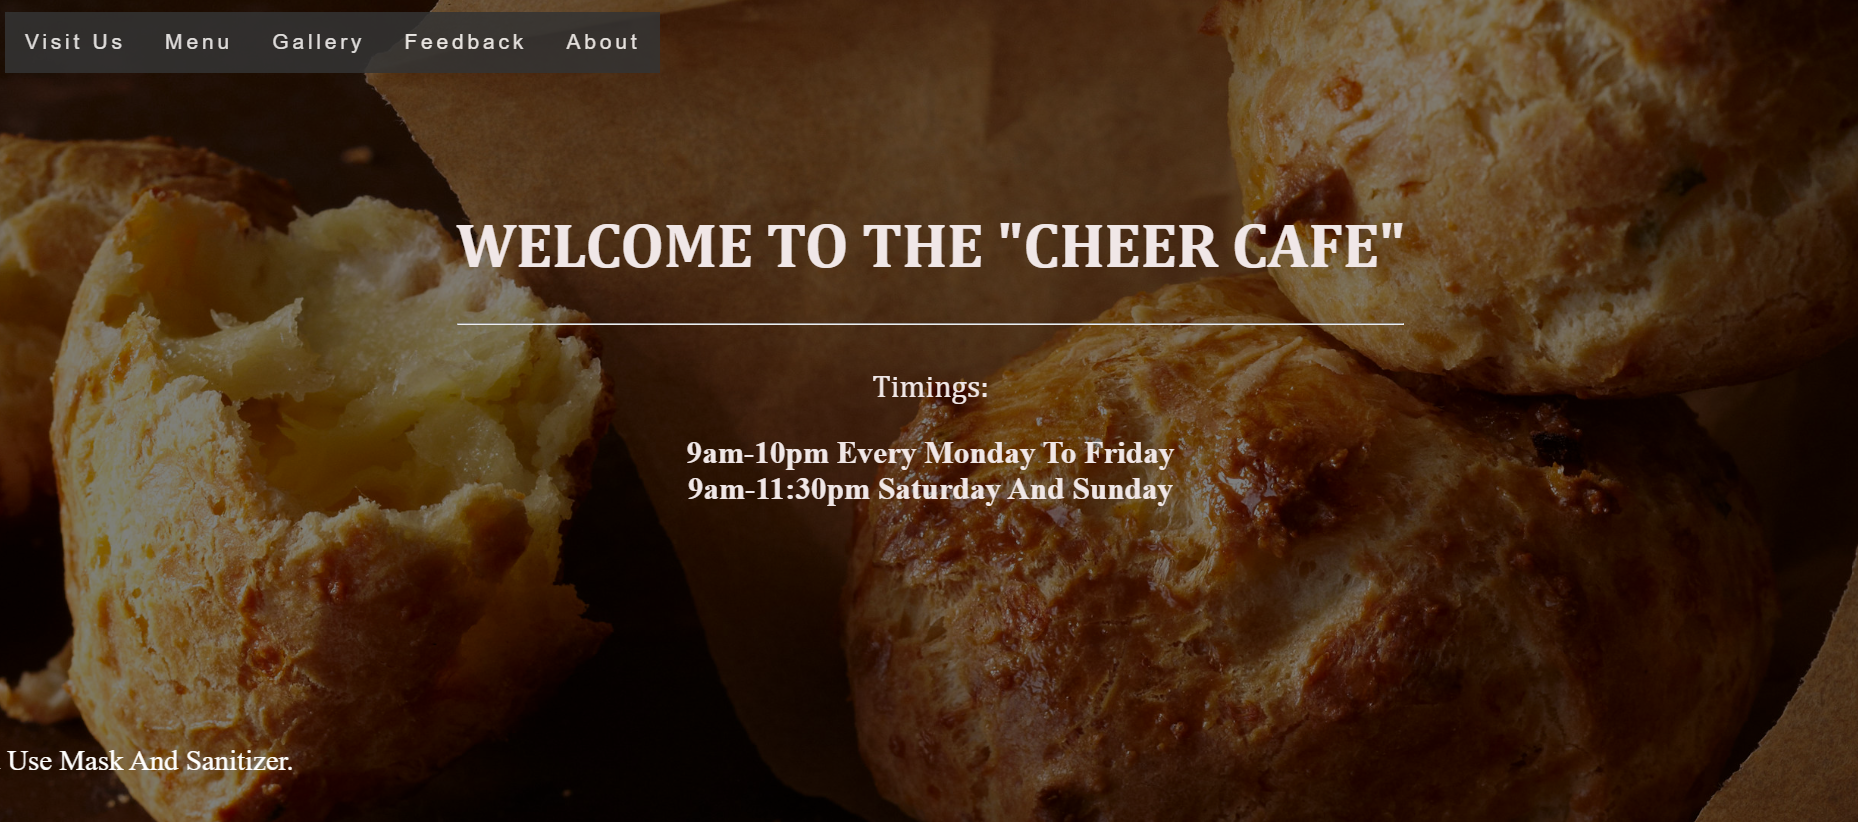 Visit Us Menu Gallery Feedback About
WELCOME TO THE "CHEER CAFE"
Timings:
9am-10pm Every Monday To Friday
9am-11:30pm Saturday And Sunday
. Use Mask And Sanitizer.